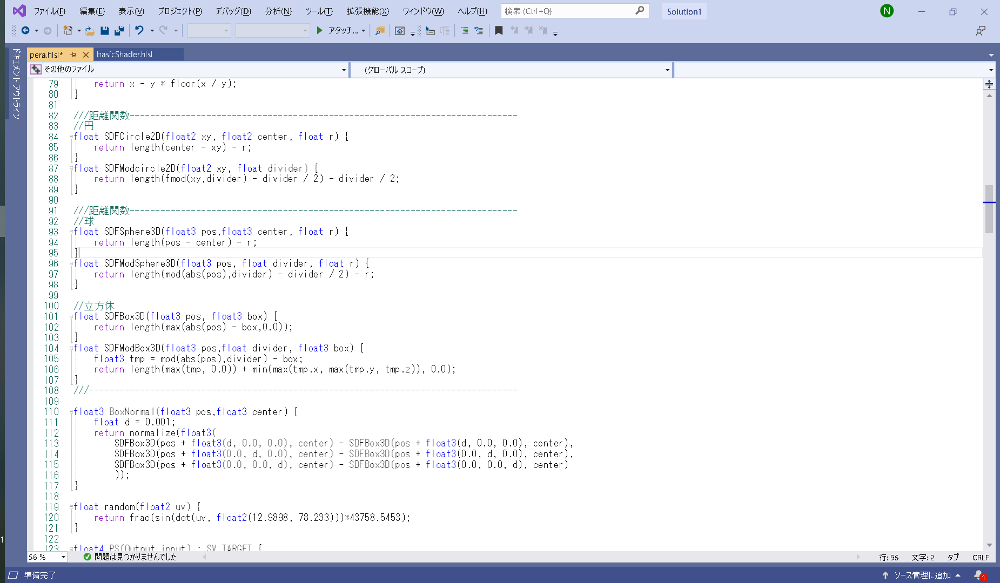 ファイル(F) 編集(E) 表示(V) プロジェクト(P) デバッグ(D) 分析(N) ツール(T) 拡張機能(X) ウィンドウ(W) ヘルプ(H) 検索 (Ctrl+Q) Solution1 N
アタッチ...
ドキュメント アウトライン
pera.hlsl* basicShader.hlsl
その他のファイル (グローバル スコープ)
79 return x - y * floor(x / y);
80 }
81
82 ///距離関数----------------------------------------------------------------------------
83 //円
84 float SDFCircle2D(float2 xy, float2 center, float r) {
85 return length(center - xy) - r;
86 }
87 float SDFModcircle2D(float2 xy, float divider) {
88 return length(fmod(xy,divider) - divider / 2) - divider / 2;
89 }
90
91 ///距離関数----------------------------------------------------------------------------
92 //球
93 float SDFSphere3D(float3 pos,float3 center, float r) {
94 return length(pos - center) - r;
95 }
96 float SDFModSphere3D(float3 pos, float divider, float r) {
97 return length(mod(abs(pos),divider) - divider / 2) - r;
98 }
99
100 //立方体
101 float SDFBox3D(float3 pos, float3 box) {
102 return length(max(abs(pos) - box,0.0));
103 }
104 float SDFModBox3D(float3 pos,float divider, float3 box) {
105 float3 tmp = mod(abs(pos),divider) - box;
106 return length(max(tmp, 0.0)) + min(max(tmp.x, max(tmp.y, tmp.z)), 0.0);
107 }
108 ///------------------------------------------------------------------------------------
109
110 float3 BoxNormal(float3 pos,float3 center) {
111 float d = 0.001;
112 return normalize(float3(
113 SDFBox3D(pos + float3(d, 0.0, 0.0), center) - SDFBox3D(pos + float3(d, 0.0, 0.0), center),
114 SDFBox3D(pos + float3(0.0, d, 0.0), center) - SDFBox3D(pos + float3(0.0, d, 0.0), center),
115 SDFBox3D(pos + float3(0.0, 0.0, d), center) - SDFBox3D(pos + float3(0.0, 0.0, d), center)
116 ));
117 }
118
119 float random(float2 uv) {
120 return frac(sin(dot(uv, float2(12.9898, 78.233)))*43758.5453);
121 }
122
123 float4 PS(Output input) : SV_TARGET {
56 % 問題は見つかりませんでした 行: 95 文字: 2 タブ CRLF
準備完了 ソース管理に追加 1